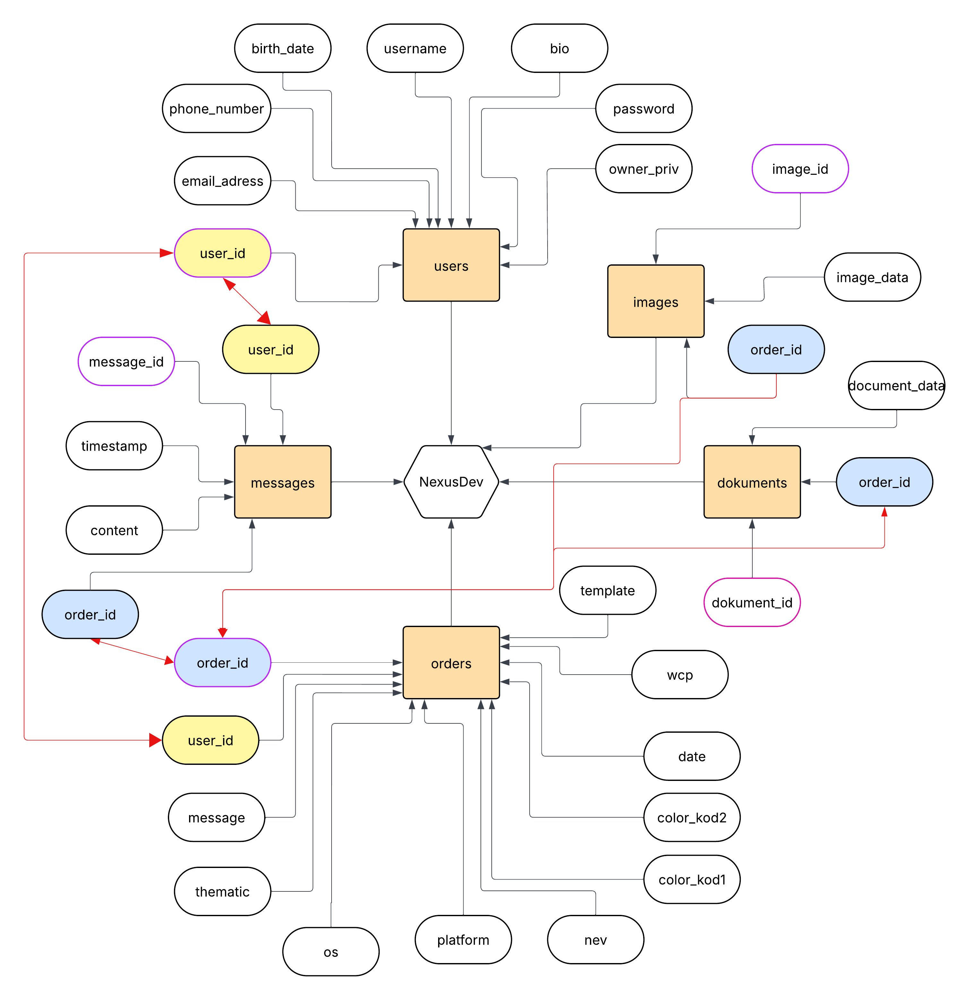 birth_date
username
bio
phone_number
password
email_adress
owner_priv
image_id
user_id
users
image_data
images
user_id
order_id
message_id
document_data
timestamp
messages
NexusDev
dokuments
order_id
content
template
dokument_id
order_id
order_id
orders
wcp
user_id
date
message
color_kod2
thematic
color_kod1
platform
nev
os